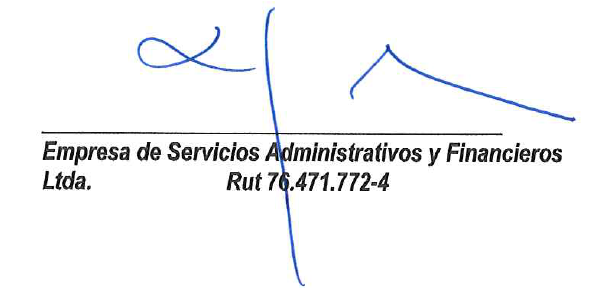 Empresa de Servicios Administrativos y Financieros
Ltda. Rut 76.471.772-4